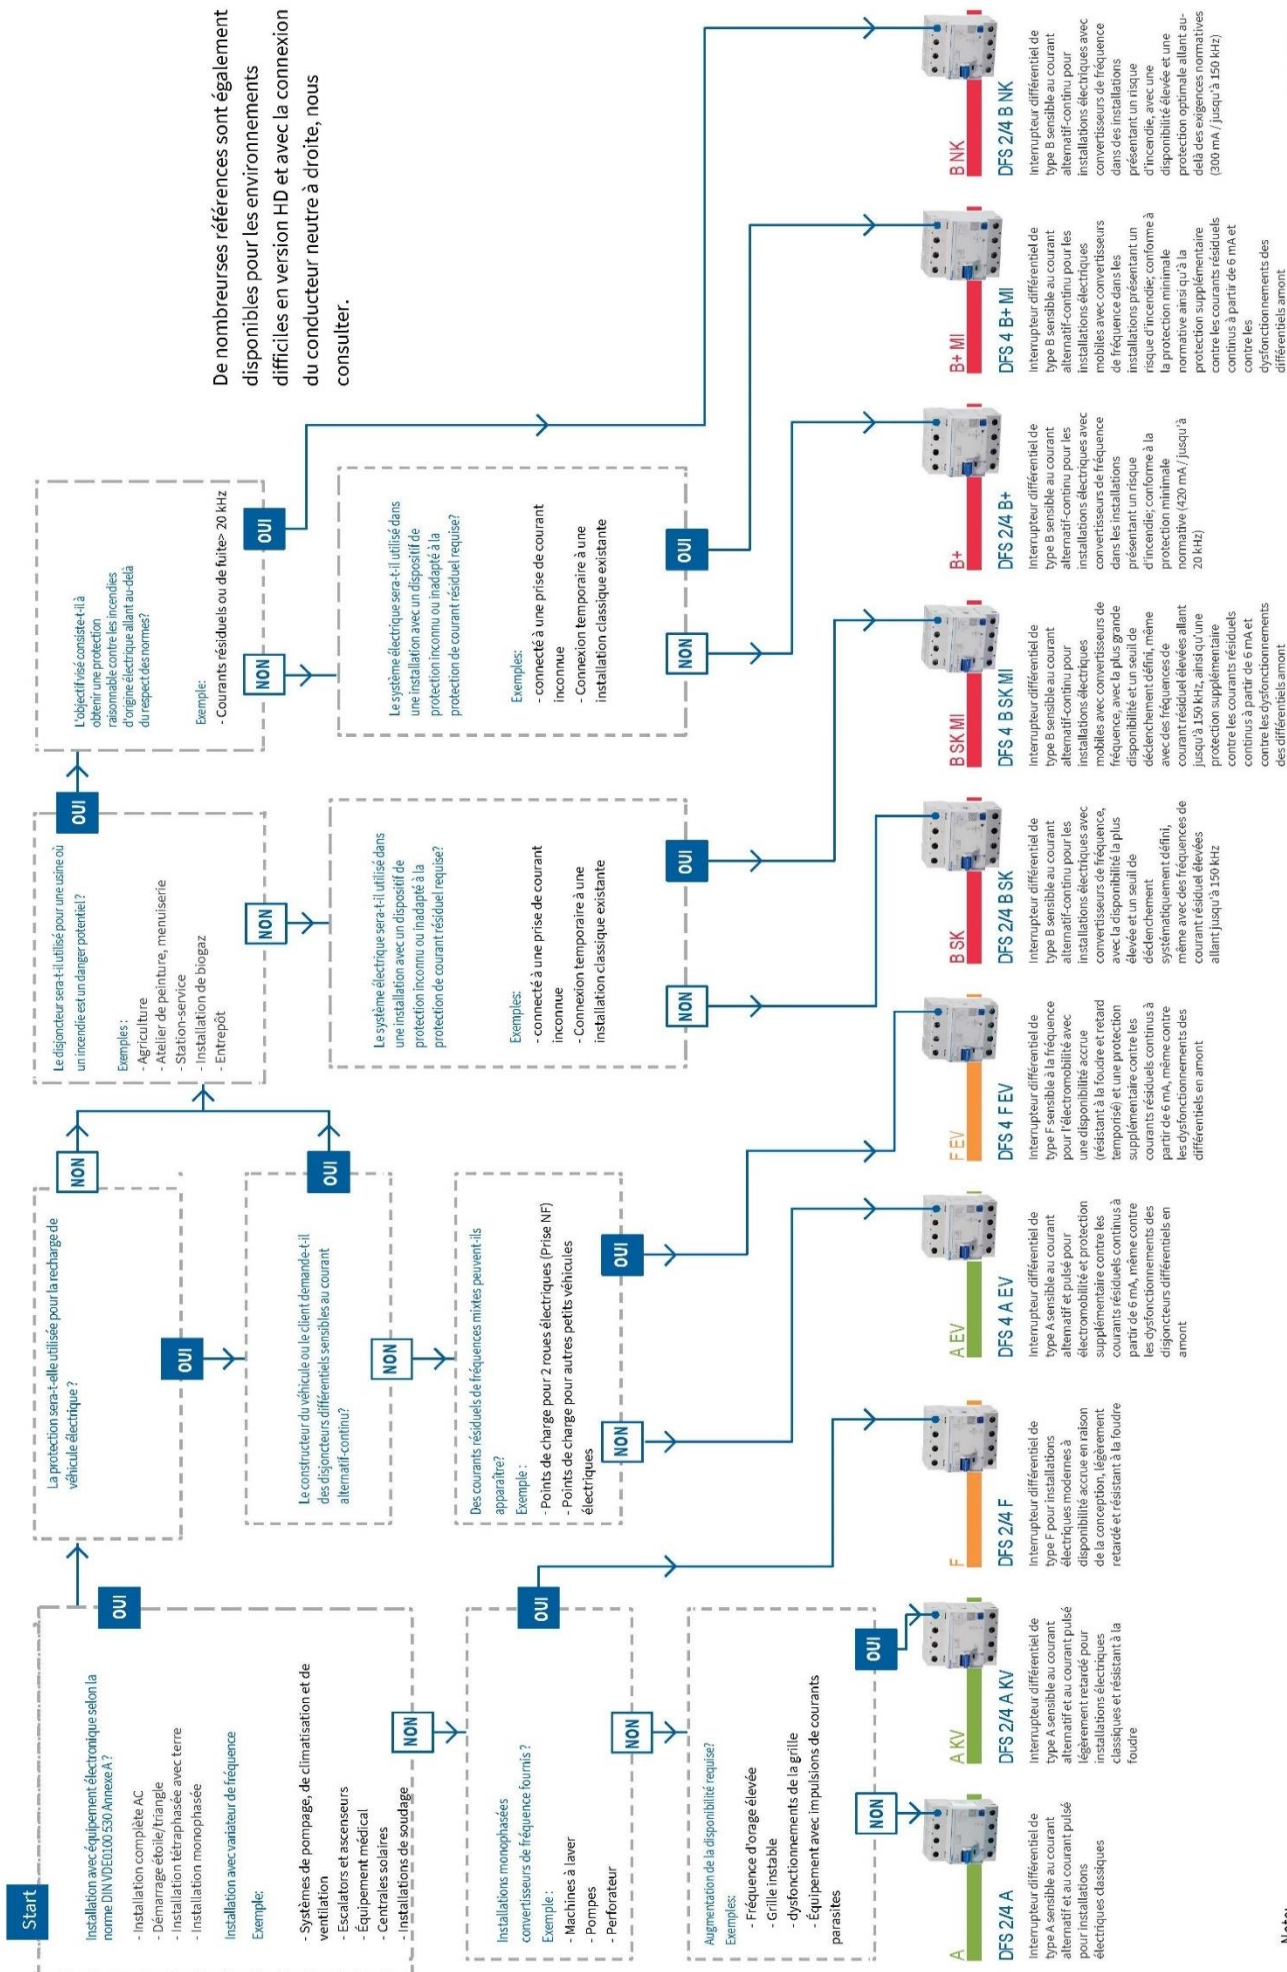 Start
Installation avec équipement électronique selon la
norme DIN VDE0100 530 Annexe A ?
- Installation complète AC
- Démarrage étoile/triangle
- Installation tétraphasée avec terre
- Installation monophasée
Installation avec variateur de fréquence
Exemple:
- Systèmes de pompage, de climatisation et de
ventilation
- Escalators et ascenseurs
- Equipement médical
- Centrales solaires
- Installations de soudage
OUI
NON
La protection sera-t-elle utilisée pour la recharge de
véhicule électrique ?
NON
OUI
Le constructeur du véhicule ou le client demande-t-il
des disjoncteurs différentiels sensibles au courant
alternatif-continu?
OUI
NON
Des courants résiduels de fréquences mixtes peuvent-ils
apparaître?
Exemple :
- Points de charge pour 2 roues électriques (Prise NF)
- Points de charge pour autres petits véhicules
électriques
NON
OUI
Le disjoncteur sera-t-il utilisé pour une usine où
un incendie est un danger potentiel ?
Exemples :
- Agriculture
- Atelier de peinture, menuiserie
- Station-service
- Installation de biogaz
- Entrepôt
OUI
NON
Le système électrique sera-t-il utilisé dans
une installation avec un dispositif de
protection inconnu ou inadapté à la
protection de courant résiduel requise?
Exemples:
- connecté à une prise de courant
inconnue
- Connexion temporaire à une
installation classique existante
NON
OUI
L'objectif visé consiste-t-il à
obtenir une protection
raisonnable contre les incendies
d'origine électrique allant au-delà
du respect des normes?
Exemple:
- Courants résiduels ou de fuite> 20 kHz
NON
OUI
Le système électrique sera-t-il utilisé dans
une installation avec un dispositif de
protection inconnu ou inadapté à la
protection de courant résiduel requise?
Exemples:
- connecté à une prise de courant
inconnue
- Connexion temporaire à une
installation classique existante
NON
OUI
De nombreurses références sont également
disponibles pour les environnements
difficiles en version HD et avec la connexion
du conducteur neutre à droite, nous
consulter.
Installations monophasées
convertisseurs de fréquence fournis ?
Exemple :
- Machines à laver
- Pompes
- Perforateur
OUI
NON
Augmentation de la disponibilité requise?
Exemples:
- Fréquence d'orage élevée
- Grille instable
- dysfonctionnements de la grille
- Équipement avec impulsions de courants
parasites
NON
OUI
A
DFS 2/4 A
Interrupteur différentiel de
type A sensible au courant
alternatif et au courant pulsé
pour installations
électriques classiques
A KV
DFS 2/4 A KV
Interrupteur différentiel de
type A sensible au courant
alternatif et au courant pulsé
légèrement retardé pour
installations électriques
classiques et résistant à la
foudre
F
DFS 2/4 F
Interrupteur différentiel de
type F pour installations
électriques modernes à
disponibilité accrue en raison
de la conception, légèrement
retardé et résistant à la foudre
A EV
DFS 4 A EV
Interrupteur différentiel de
type A sensible au courant
alternatif et pulsé pour
électromobilité et protection
supplémentaire contre les
courants résiduels continus à
partir de 6 mA, même contre
les dysfonctionnements des
disjoncteurs différentiels en
amont
F EV
DFS 4 F EV
Interrupteur différentiel de
type F sensible à la fréquence
pour l'électromobilité avec
une disponibilité accrue
(résistant à la foudre et retard
temporisé) et une protection
supplémentaire contre les
courants résiduels continus à
partir de 6 mA, même contre
les dysfonctionnements des
différentiels en amont
B SK
DFS 2/4 B SK
Interrupteur différentiel de
type B sensible au courant
alternatif-continu pour les
installations électriques avec
convertisseurs de fréquence,
avec la disponibilité la plus
élevée et un seuil de
déclenchement
systématiquement défini,
même avec des fréquences de
courant résiduel élevées
allant jusqu'à 150 kHz
B SK MI
DFS 4 B SK MI
Interrupteur différentiel de
type B sensible au courant
alternatif-continu pour
installations électriques
mobiles avec convertisseurs de
fréquence, avec la plus grande
disponibilité et un seuil de
déclenchement défini, même
avec des fréquences de
courant résiduel élevées allant
jusqu'à 150 kHz, ainsi qu'une
protection supplémentaire
contre les courants résiduels
continus à partir de 6 mA et
contre les dysfonctionnements
des différentiels amont
B+
DFS 2/4 B+
Interrupteur différentiel de
type B sensible au courant
alternatif-continu pour les
installations électriques avec
convertisseurs de fréquence
dans les installations
présentant un risque
d'incendie; conforme à la
protection minimale
normative (420 mA / jusqu'à
20 kHz)
B+ MI
DFS 4 B+ MI
Interrupteur différentiel de
type B sensible au courant
alternatif-continu pour les
installations électriques
mobiles avec convertisseurs
de fréquence dans les
installations présentant un
risque d'incendie; conforme à
la protection minimale
normative ainsi qu'à la
protection supplémentaire
contre les courants résiduels
continus à partir de 6 mA et
contre les
dysfonctionnements des
différentiels amont
B NK
DFS 2/4 B NK
Interrupteur différentiel de
type B sensible au courant
alternatif-continu pour
installations électriques avec
convertisseurs de fréquence
dans des installations
présentant un risque
d'incendie, avec une
disponibilité élevée et une
protection optimale allant au-
delà des exigences normatives
(300 mA / jusqu'à 150 kHz)
Note: